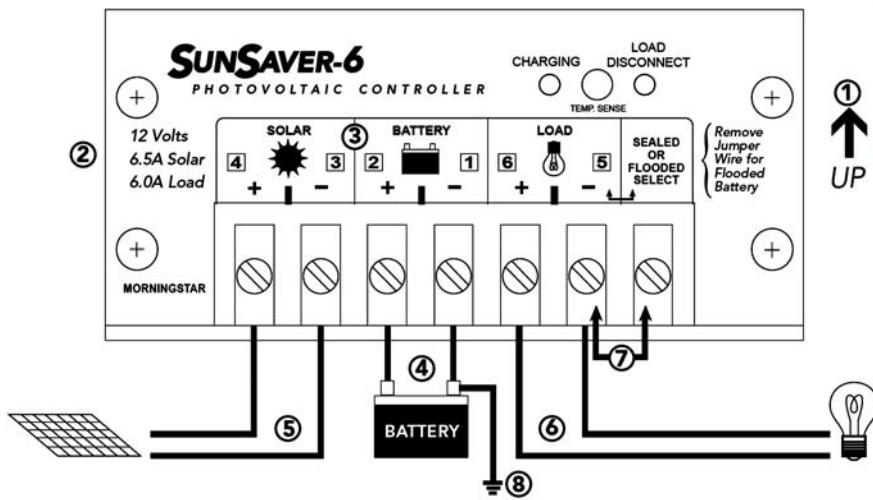 SUNSAVER-6
PHOTOVOLTAIC CONTROLLER
CHARGING
LOAD
DISCONNECT
TEMP. SENSE
①
UP
②
12 Volts
6.5A Solar
6.0A Load
③
SOLAR
4
3
+
−
BATTERY
2
1
+
−
LOAD
6
5
+
−
SEALED
OR
FLOODED
SELECT
Remove
Jumper
Wire for
Flooded
Battery
MORNINGSTAR
④
⑦
⑤
BATTERY
⑥
⑧